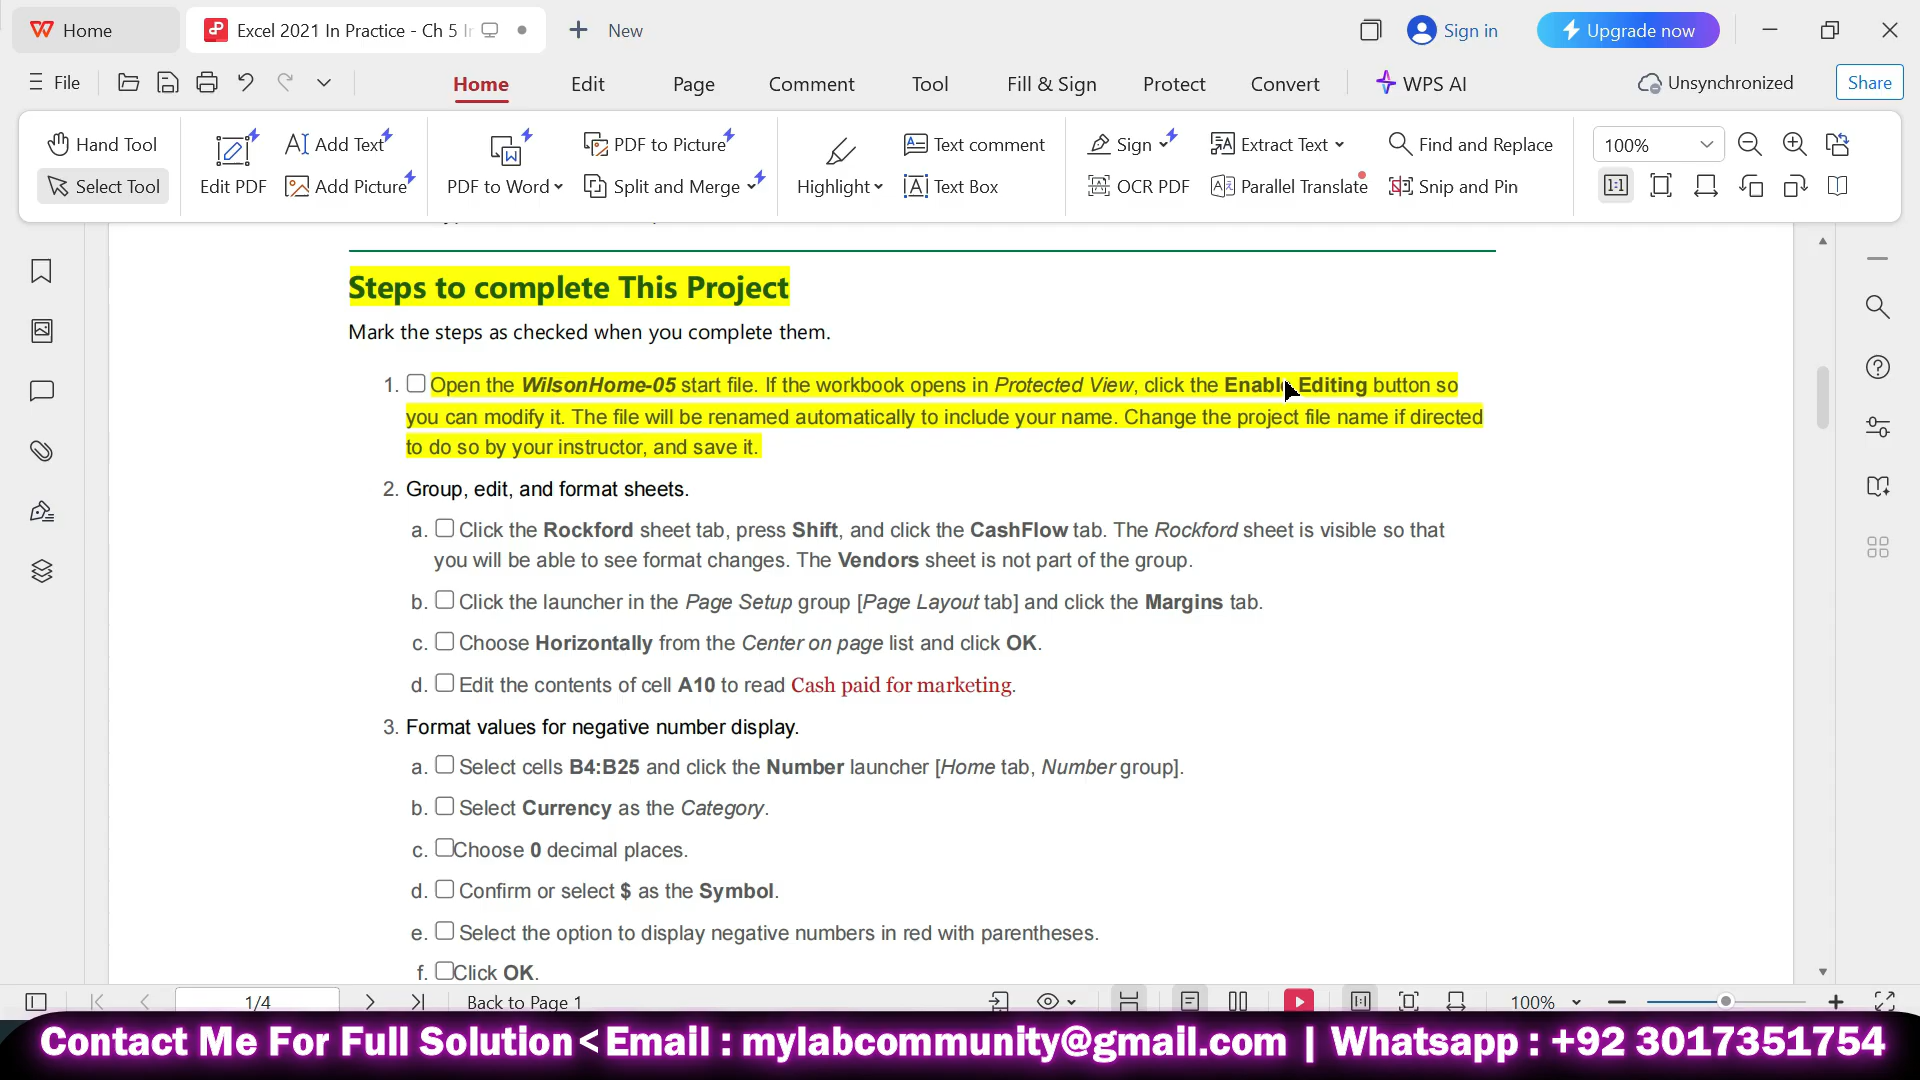 Home
Excel 2021 In Practice - Ch 5 Ir
New
Sign in
Upgrade now
File
Home
Edit
Page
Comment
Tool
Fill & Sign
Protect
Convert
WPS AI
Unsynchronized
Share
Hand Tool
Select Tool
Edit PDF
Add Text
Add Picture
PDF to Word
PDF to Picture
Split and Merge
Highlight
Text comment
Text Box
Sign
OCR PDF
Extract Text
Parallel Translate
Find and Replace
Snip and Pin
100%
Steps to complete This Project
Mark the steps as checked when you complete them.
1. Open the WilsonHome-05 start file. If the workbook opens in Protected View, click the Enable Editing button so
you can modify it. The file will be renamed automatically to include your name. Change the project file name if directed
to do so by your instructor, and save it.
2. Group, edit, and format sheets.
a. Click the Rockford sheet tab, press Shift, and click the CashFlow tab. The Rockford sheet is visible so that
you will be able to see format changes. The Vendors sheet is not part of the group.
b. Click the launcher in the Page Setup group [Page Layout tab] and click the Margins tab.
c. Choose Horizontally from the Center on page list and click OK.
d. Edit the contents of cell A10 to read Cash paid for marketing.
3. Format values for negative number display.
a. Select cells B4:B25 and click the Number launcher [Home tab, Number group].
b. Select Currency as the Category.
c. Choose 0 decimal places.
d. Confirm or select $ as the Symbol.
e. Select the option to display negative numbers in red with parentheses.
f. Click OK.
1/4
Back to Page 1
100%
Contact Me For Full Solution < Email : mylabcommunity@gmail.com | Whatsapp : +92 3017351754